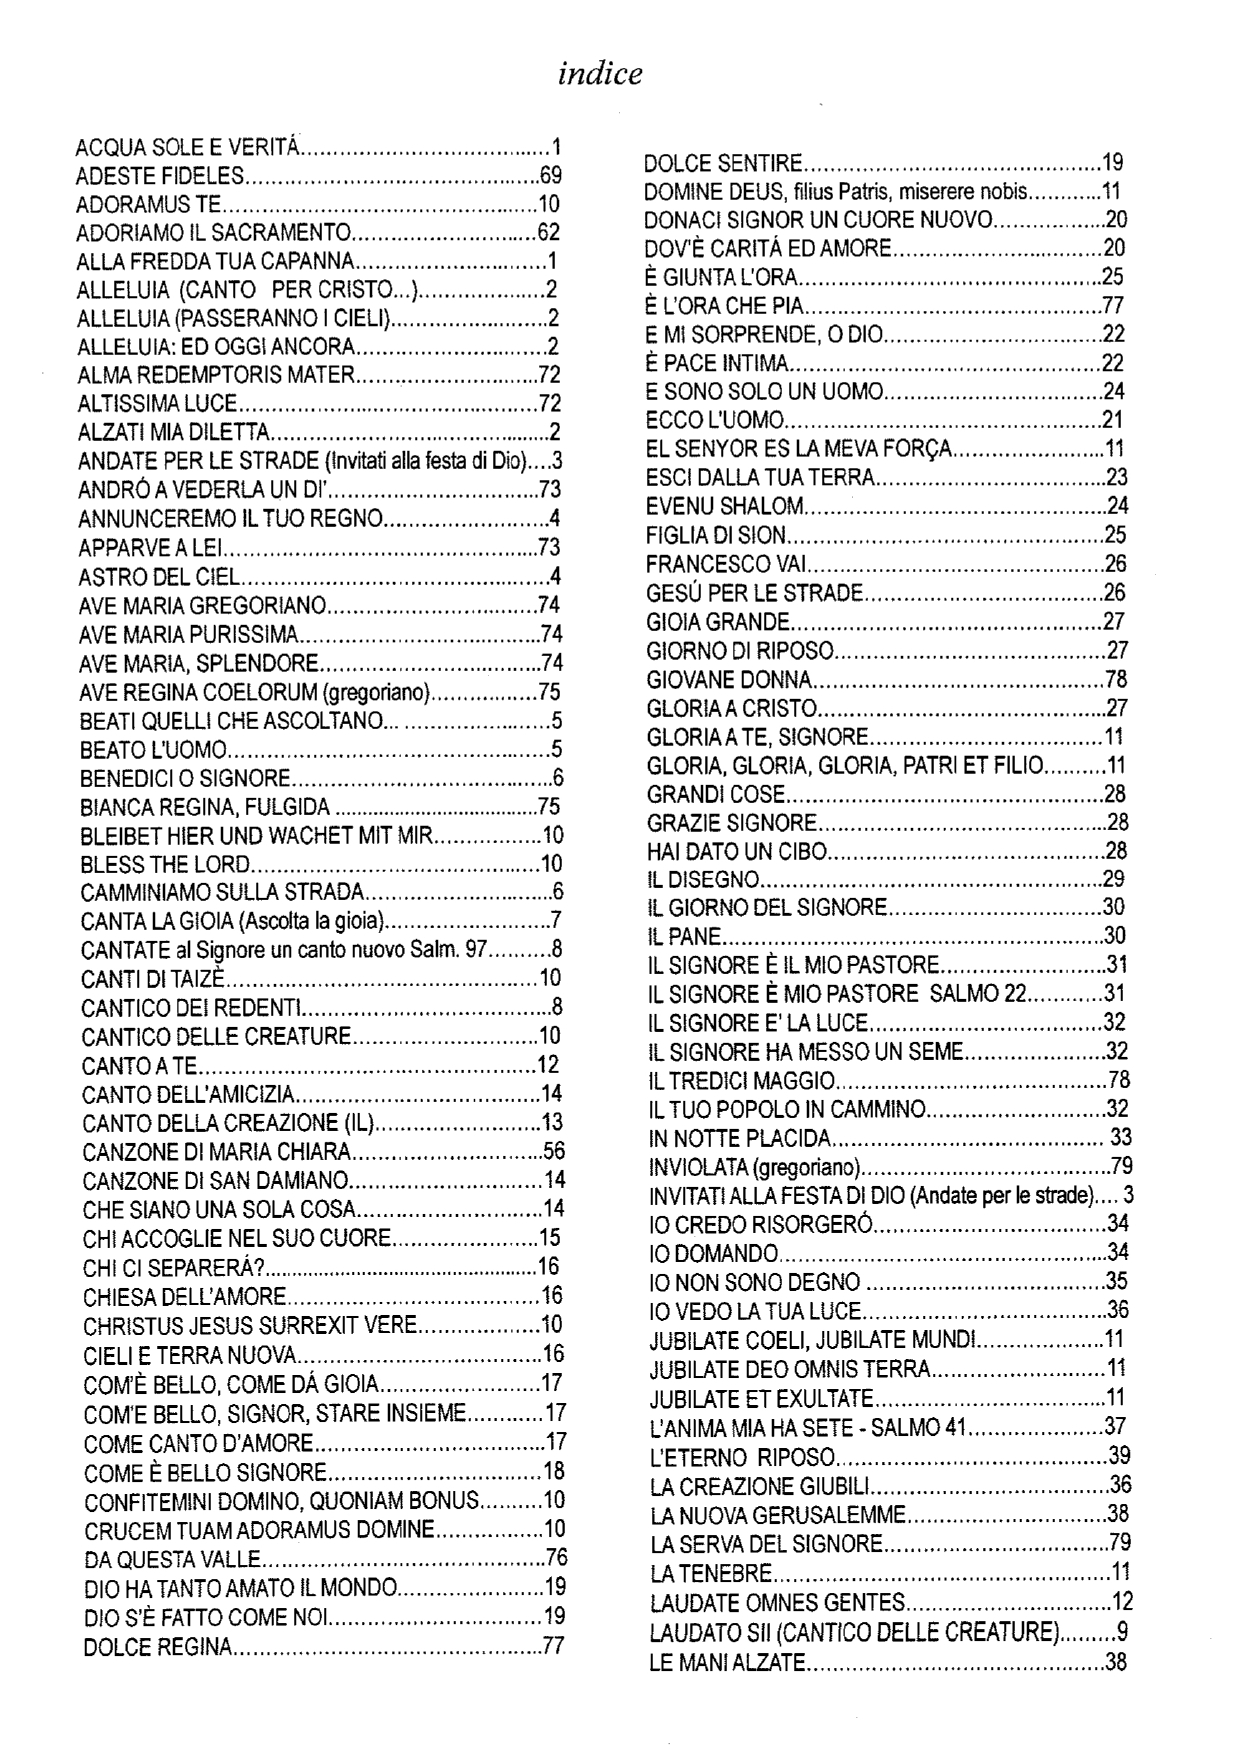 indice
ACQUA SOLE E VERITÁ......................................1
ADESTE FIDELES.............................................69
ADORAMUS TE................................................10
ADORIAMO IL SACRAMENTO............................62
ALLA FREDDA TUA CAPANNA.............................1
ALLELUIA (CANTO PER CRISTO...)...................2
ALLELUIA (PASSERANNO I CIELI)........................2
ALLELUIA: ED OGGI ANCORA.............................2
ALMA REDEMPTORIS MATER............................72
ALTISSIMA LUCE..............................................72
ALZATI MIA DILETTA..........................................2
ANDATE PER LE STRADE (Invitati alla festa di Dio)....3
ANDRÓ A VEDERLA UN DI'................................73
ANNUNCEREMO IL TUO REGNO.........................4
APPARVE A LEI................................................73
ASTRO DEL CIEL...............................................4
AVE MARIA GREGORIANO................................74
AVE MARIA PURISSIMA.....................................74
AVE MARIA, SPLENDORE..................................74
AVE REGINA COELORUM (gregoriano)................75
BEATI QUELLI CHE ASCOLTANO... ......................5
BEATO L'UOMO.................................................5
BENEDICI O SIGNORE........................................6
BIANCA REGINA, FULGIDA ................................75
BLEIBET HIER UND WACHET MIT MIR................10
BLESS THE LORD............................................10
CAMMINIAMO SULLA STRADA............................6
CANTA LA GIOIA (Ascolta la gioia).........................7
CANTATE al Signore un canto nuovo Salm. 97..........8
CANTI DI TAIZÈ................................................10
CANTICO DEI REDENTI......................................8
CANTICO DELLE CREATURE............................10
CANTO A TE...................................................12
CANTO DELL'AMICIZIA.....................................14
CANTO DELLA CREAZIONE (IL).........................13
CANZONE DI MARIA CHIARA.............................56
CANZONE DI SAN DAMIANO..............................14
CHE SIANO UNA SOLA COSA............................14
CHI ACCOGLIE NEL SUO CUORE......................15
CHI CI SEPARERÁ?..........................................16
CHIESA DELL'AMORE......................................16
CHRISTUS JESUS SURREXIT VERE...................10
CIELI E TERRA NUOVA.....................................16
COM'È BELLO, COME DÁ GIOIA.........................17
COM'E BELLO, SIGNOR, STARE INSIEME............17
COME CANTO D'AMORE...................................17
COME È BELLO SIGNORE.................................18
CONFITEMINI DOMINO, QUONIAM BONUS..........10
CRUCEM TUAM ADORAMUS DOMINE.................10
DA QUESTA VALLE...........................................76
DIO HA TANTO AMATO IL MONDO......................19
DIO S'È FATTO COME NOI.................................19
DOLCE REGINA...............................................77
DOLCE SENTIRE.............................................19
DOMINE DEUS, filius Patris, miserere nobis............11
DONACI SIGNOR UN CUORE NUOVO.................20
DOV'È CARITÁ ED AMORE................................20
È GIUNTA L'ORA..............................................25
È L'ORA CHE PIA.............................................77
E MI SORPRENDE, O DIO.................................22
È PACE INTIMA...............................................22
E SONO SOLO UN UOMO..................................24
ECCO L'UOMO................................................21
EL SENYOR ES LA MEVA FORÇA.......................11
ESCI DALLA TUA TERRA...................................23
EVENU SHALOM..............................................24
FIGLIA DI SION................................................25
FRANCESCO VAI..............................................26
GESÚ PER LE STRADE.....................................26
GIOIA GRANDE................................................27
GIORNO DI RIPOSO.........................................27
GIOVANE DONNA.............................................78
GLORIA A CRISTO............................................27
GLORIA A TE, SIGNORE....................................11
GLORIA, GLORIA, GLORIA, PATRI ET FILIO..........11
GRANDI COSE.................................................28
GRAZIE SIGNORE............................................28
HAI DATO UN CIBO..........................................28
IL DISEGNO....................................................29
IL GIORNO DEL SIGNORE.................................30
IL PANE..........................................................30
IL SIGNORE È IL MIO PASTORE.........................31
IL SIGNORE È MIO PASTORE SALMO 22............31
IL SIGNORE E' LA LUCE....................................32
IL SIGNORE HA MESSO UN SEME......................32
IL TREDICI MAGGIO.........................................78
IL TUO POPOLO IN CAMMINO............................32
IN NOTTE PLACIDA......................................... 33
INVIOLATA (gregoriano).....................................79
INVITATI ALLA FESTA DI DIO (Andate per le strade).... 3
IO CREDO RISORGERÓ....................................34
IO DOMANDO..................................................34
IO NON SONO DEGNO .....................................35
IO VEDO LA TUA LUCE.....................................36
JUBILATE COELI, JUBILATE MUNDI....................11
JUBILATE DEO OMNIS TERRA...........................11
JUBILATE ET EXULTATE...................................11
L'ANIMA MIA HA SETE - SALMO 41.....................37
L'ETERNO RIPOSO..........................................39
LA CREAZIONE GIUBILI.....................................36
LA NUOVA GERUSALEMME...............................38
LA SERVA DEL SIGNORE...................................79
LA TENEBRE...................................................11
LAUDATE OMNES GENTES................................12
LAUDATO SII (CANTICO DELLE CREATURE).........9
LE MANI ALZATE..............................................38